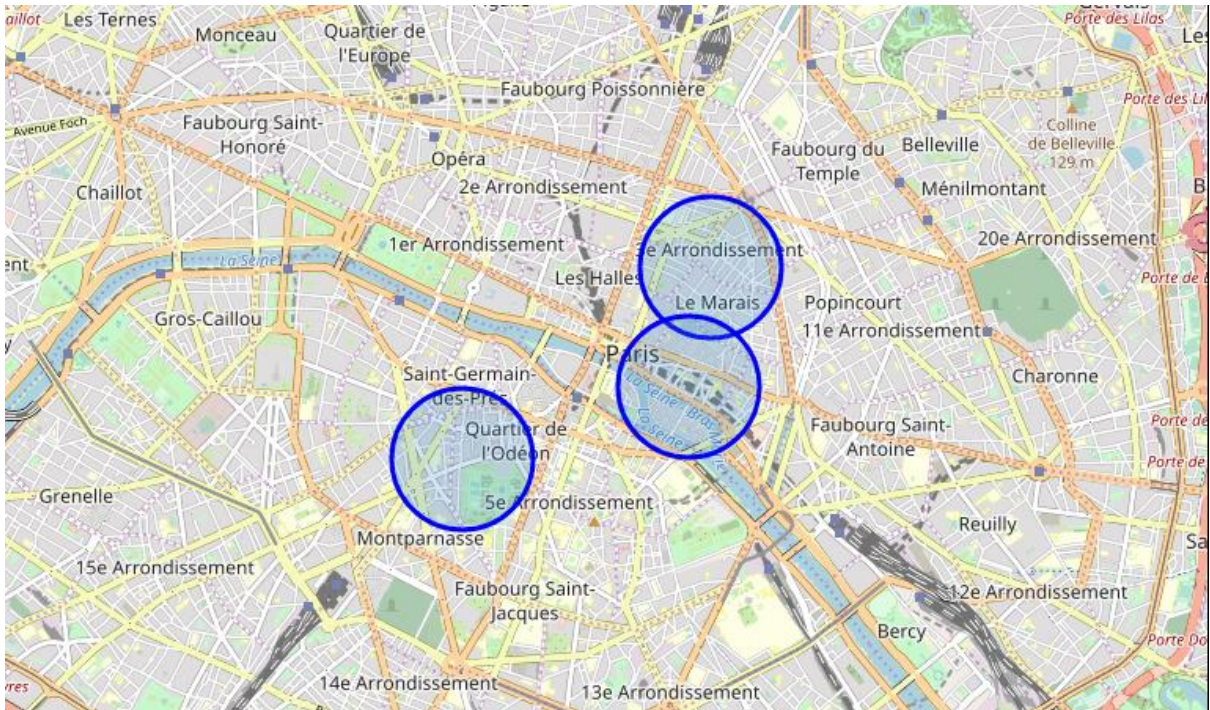 Les Ternes
Monceau
Quartier de
l'Europe
Porte des Lilas
Faubourg Poissonnière
Avenue Foch
Faubourg Saint-
Honoré
Opéra
2e Arrondissement
Faubourg du
Temple
Belleville
Colline
de Belleville
129 m
Chaillot
Ménilmontant
1er Arrondissement
3e Arrondissement
20e Arrondissement
La Seine
Les Halles
Le Marais
Popincourt
11e Arrondissement
Gros-Caillou
Paris
Saint-Germain-
des-Prés
Charonne
La Seine
Quartier de
l'Odéon
Faubourg Saint-
Antoine
Grenelle
5e Arrondissement
Reuilly
Montparnasse
15e Arrondissement
Faubourg Saint-
Jacques
12e Arrondissement
Bercy
14e Arrondissement
13e Arrondissement